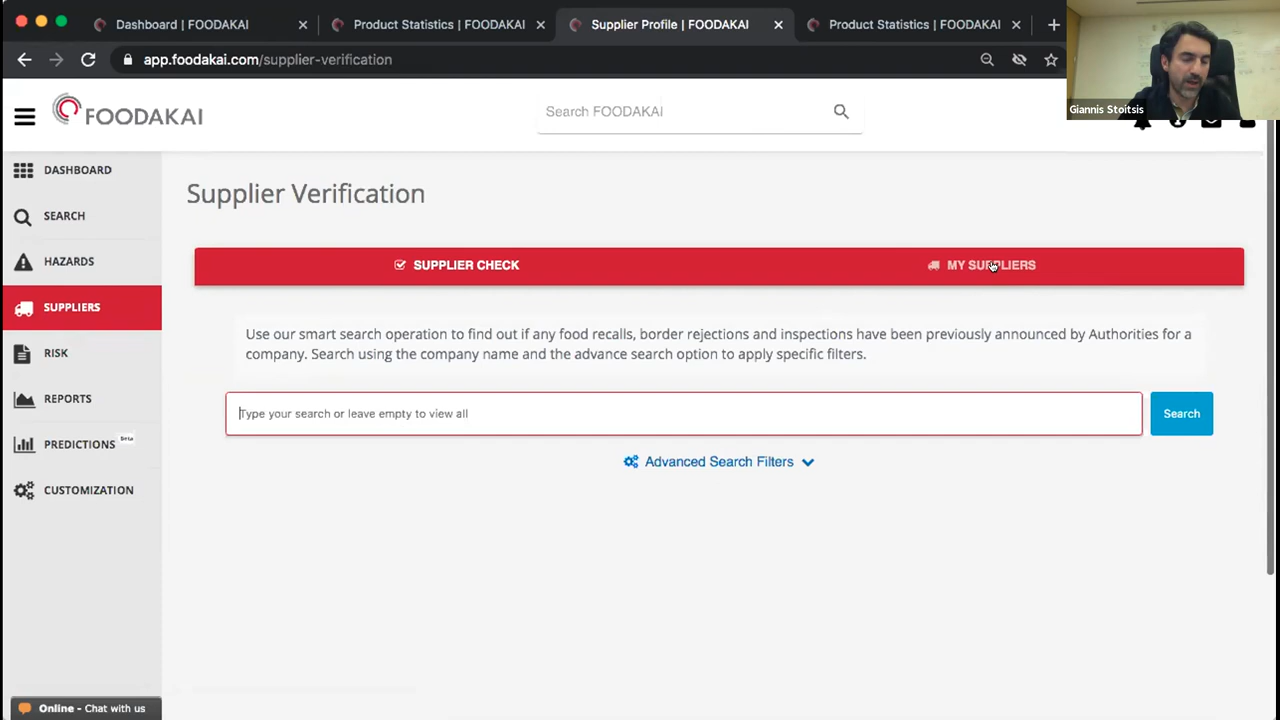 Dashboard | FOODAKAI
Product Statistics | FOODAKAI
Supplier Profile | FOODAKAI
Product Statistics | FOODAKAI
app.foodakai.com/supplier-verification
Giannis Stoitsis
FOODAKAI
Search FOODAKAI
DASHBOARD
SEARCH
HAZARDS
SUPPLIERS
RISK
REPORTS
PREDICTIONS Beta
CUSTOMIZATION
Supplier Verification
SUPPLIER CHECK
MY SUPPLIERS
Use our smart search operation to find out if any food recalls, border rejections and inspections have been previously announced by Authorities for a
company. Search using the company name and the advance search option to apply specific filters.
Type your search or leave empty to view all
Search
Advanced Search Filters
Online - Chat with us